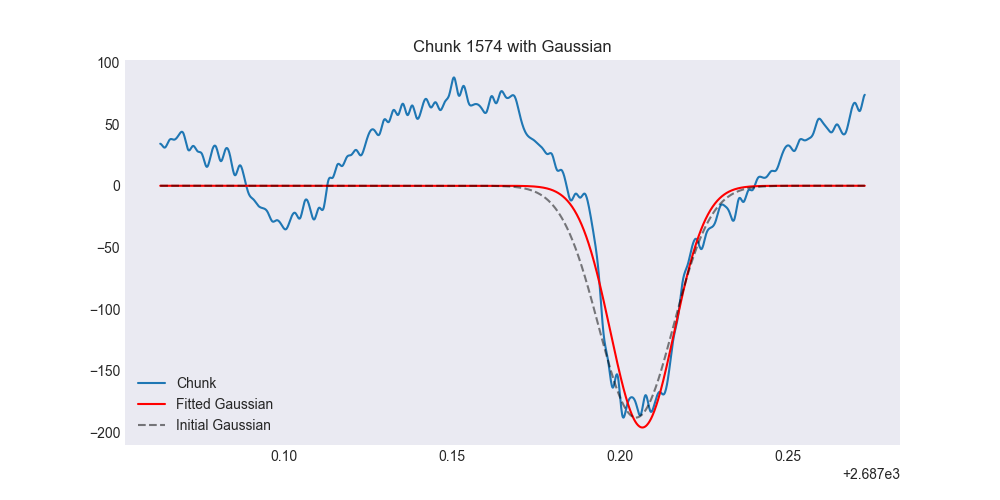 Chunk 1574 with Gaussian
100
50
0
−50
−100
−150
−200
Chunk
Fitted Gaussian
Initial Gaussian
0.10 0.15 0.20 0.25
+2.687e3